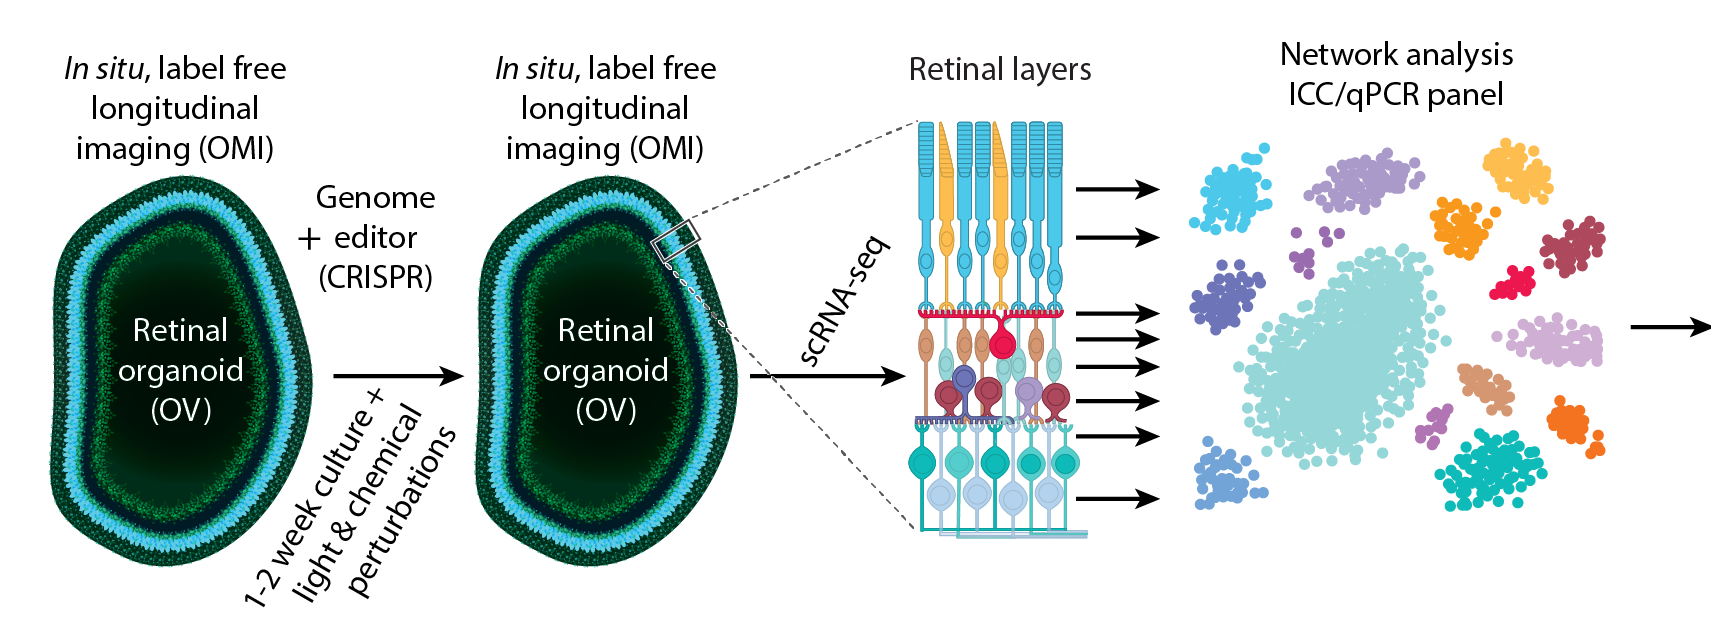 In situ, label free
longitudinal
imaging (OMI)
Retinal
organoid
(OV)
+ Genome
editor
(CRISPR)
1-2 week culture +
light & chemical
perturbations
In situ, label free
longitudinal
imaging (OMI)
Retinal
organoid
(OV)
scRNA-seq
Retinal layers
Network analysis
ICC/qPCR panel